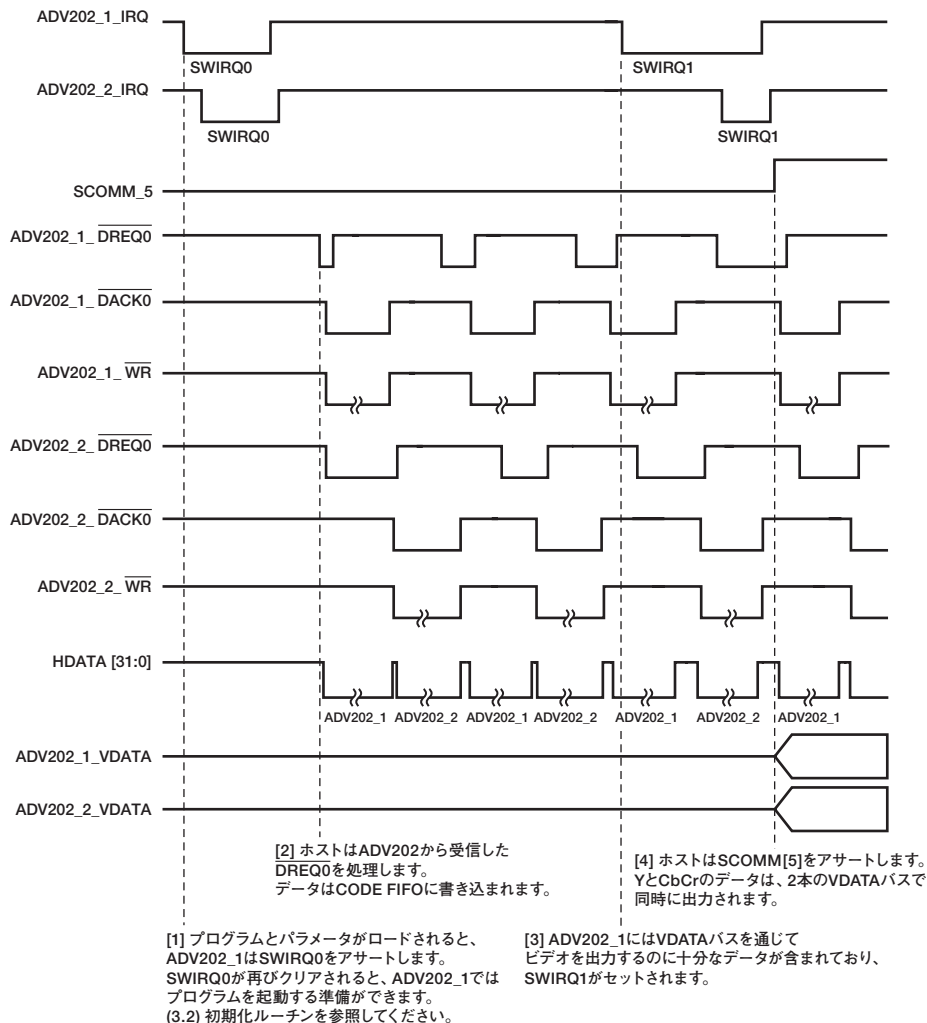 ADV202_1_IRQ
SWIRQ0
SWIRQ1
ADV202_2_IRQ
SWIRQ0
SWIRQ1
SCOMM_5
ADV202_1_DREQ0
ADV202_1_DACK0
ADV202_1_WR
ADV202_2_DREQ0
ADV202_2_DACK0
ADV202_2_WR
HDATA [31:0]
ADV202_1 ADV202_2 ADV202_1 ADV202_2 ADV202_1 ADV202_2 ADV202_1
ADV202_1_VDATA
ADV202_2_VDATA
[2] ホストはADV202から受信した
DREQ0を処理します。
データはCODE FIFOに書き込まれます。
[4] ホストはSCOMM[5]をアサートします。
YとCbCrのデータは、2本のVDATAバスで
同時に出力されます。
[1] プログラムとパラメータがロードされると、
ADV202_1はSWIRQ0をアサートします。
SWIRQ0が再びクリアされると、ADV202_1では
プログラムを起動する準備ができます。
(3.2) 初期化ルーチンを参照してください。
[3] ADV202_1にはVDATAバスを通じて
ビデオを出力するのに十分なデータが含まれており、
SWIRQ1がセットされます。